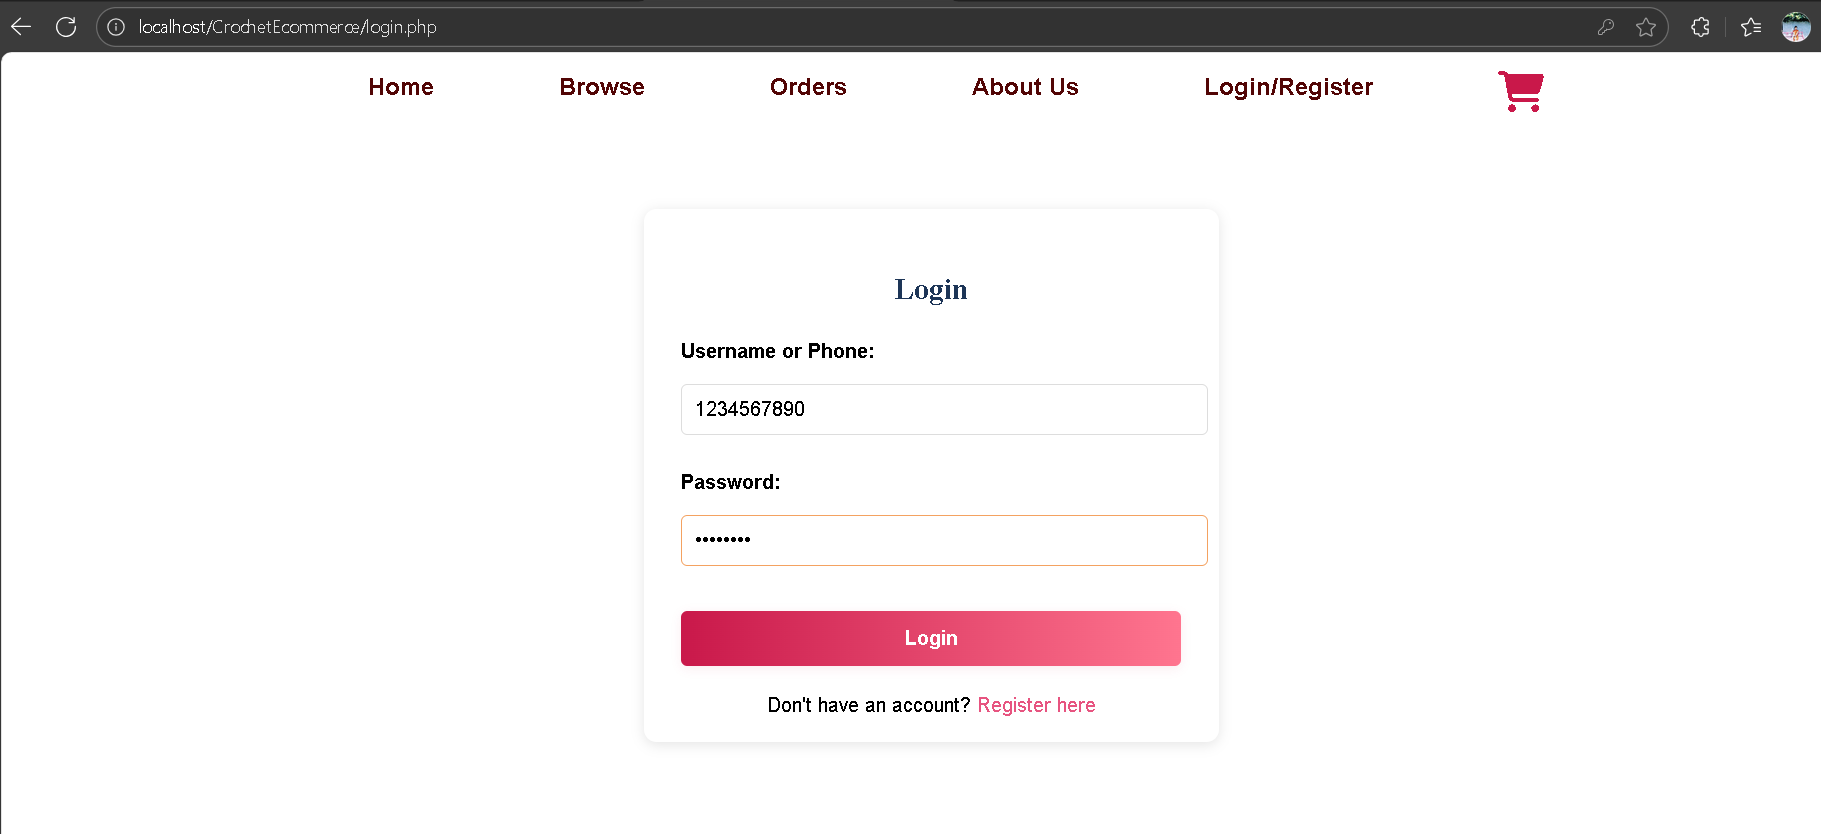 localhost/CrochetEcommerce/login.php
Home Browse Orders About Us Login/Register
Login
Username or Phone:
1234567890
Password:
••••••••
Login
Don't have an account? Register here